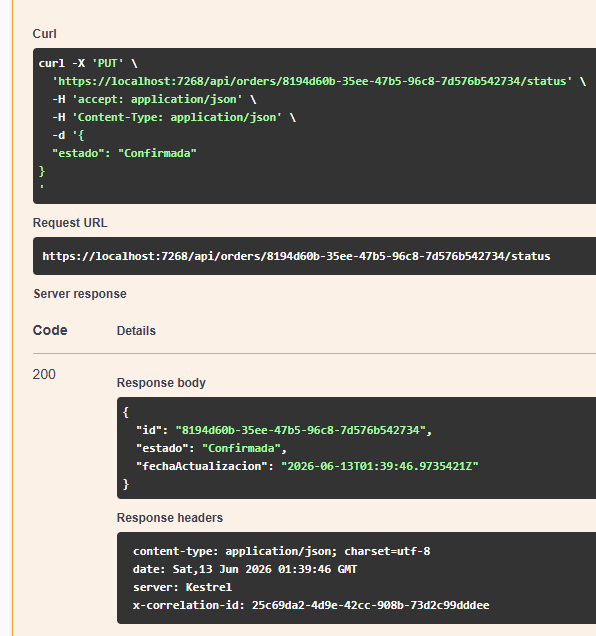 Curl
curl -X 'PUT' \
  'https://localhost:7268/api/orders/8194d60b-35ee-47b5-96c8-7d576b542734/status' \
  -H 'accept: application/json' \
  -H 'Content-Type: application/json' \
  -d '{
  "estado": "Confirmada"
}
'
Request URL
https://localhost:7268/api/orders/8194d60b-35ee-47b5-96c8-7d576b542734/status
Server response
Code Details
200
Response body
{
  "id": "8194d60b-35ee-47b5-96c8-7d576b542734",
  "estado": "Confirmada",
  "fechaActualizacion": "2026-06-13T01:39:46.9735421Z"
}
Response headers
content-type: application/json; charset=utf-8
date: Sat,13 Jun 2026 01:39:46 GMT
server: Kestrel
x-correlation-id: 25c69da2-4d9e-42cc-908b-73d2c99dddee